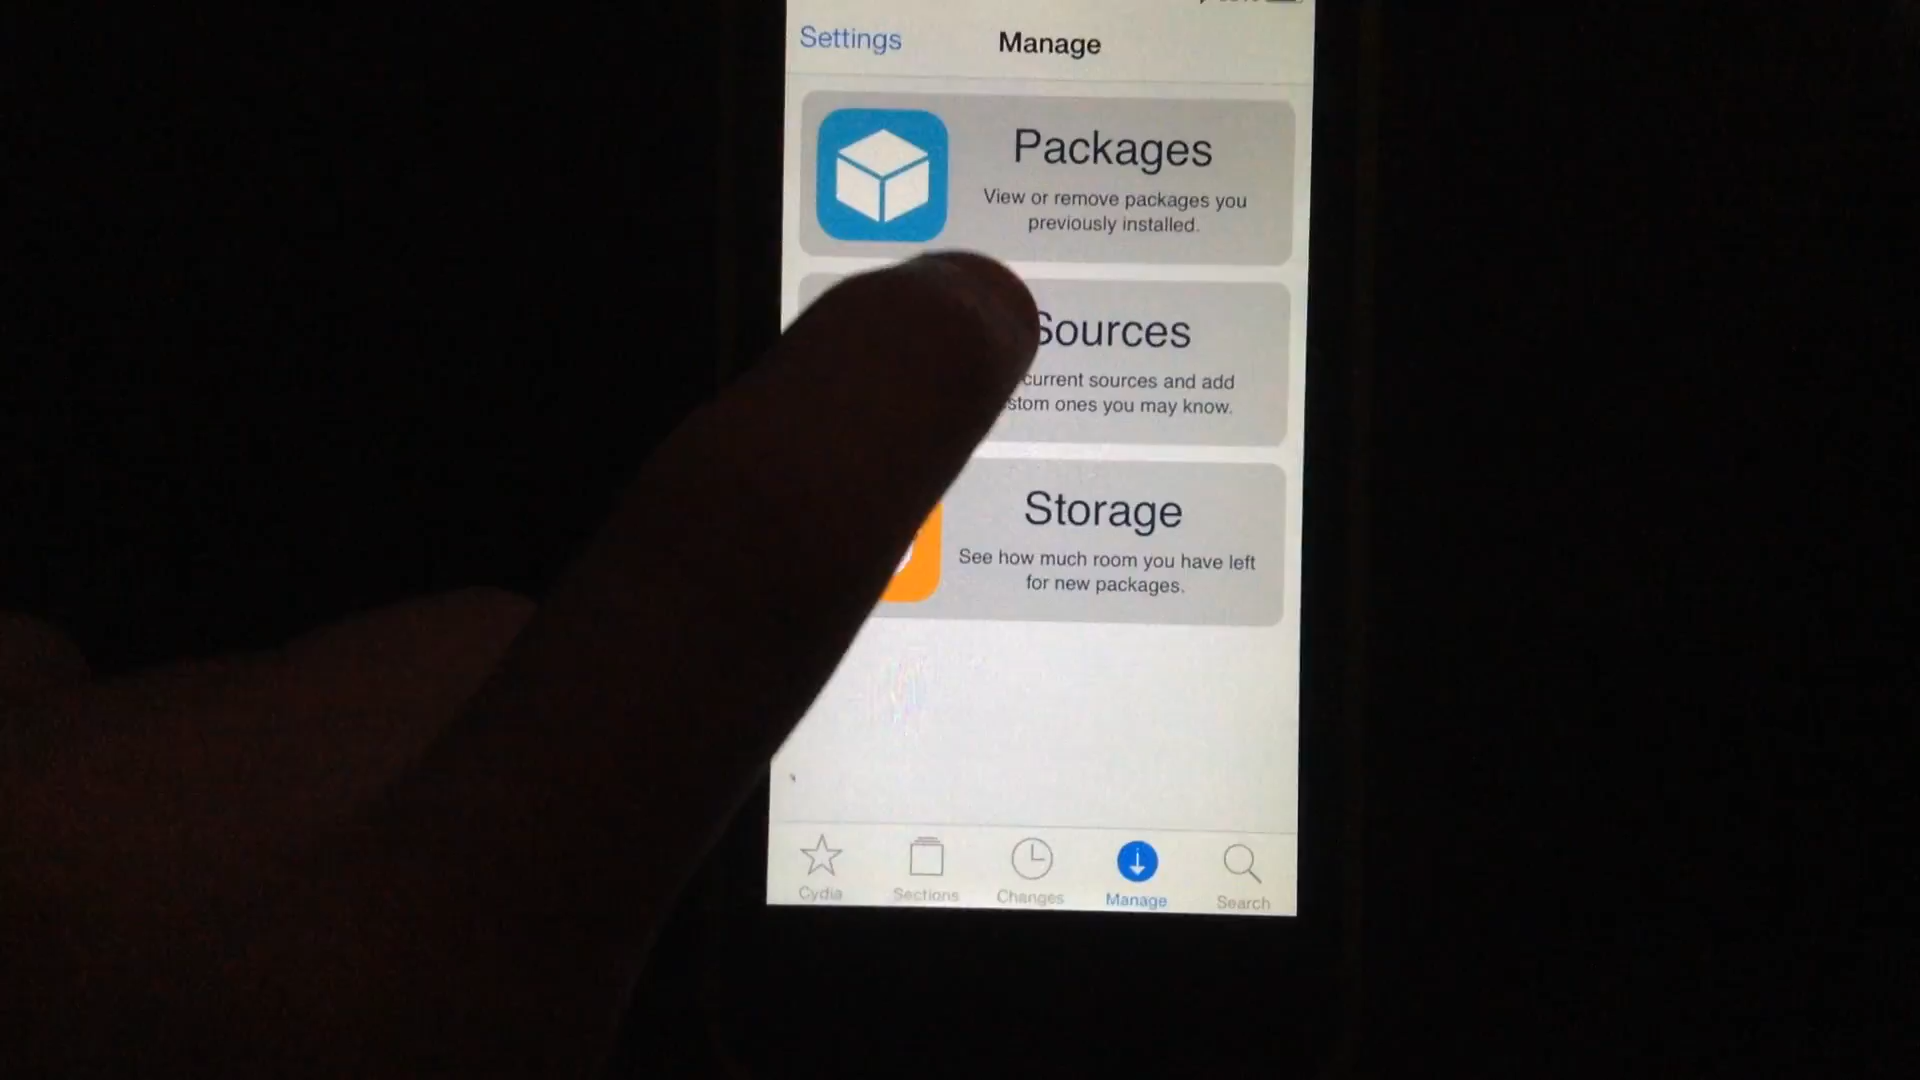 Settings
Manage
Packages
View or remove packages you
previously installed.
Sources
current sources and add
ones you may know.
Storage
See how much room you have left
for new packages.
Cydia
Sections
Changes
Manage
Search